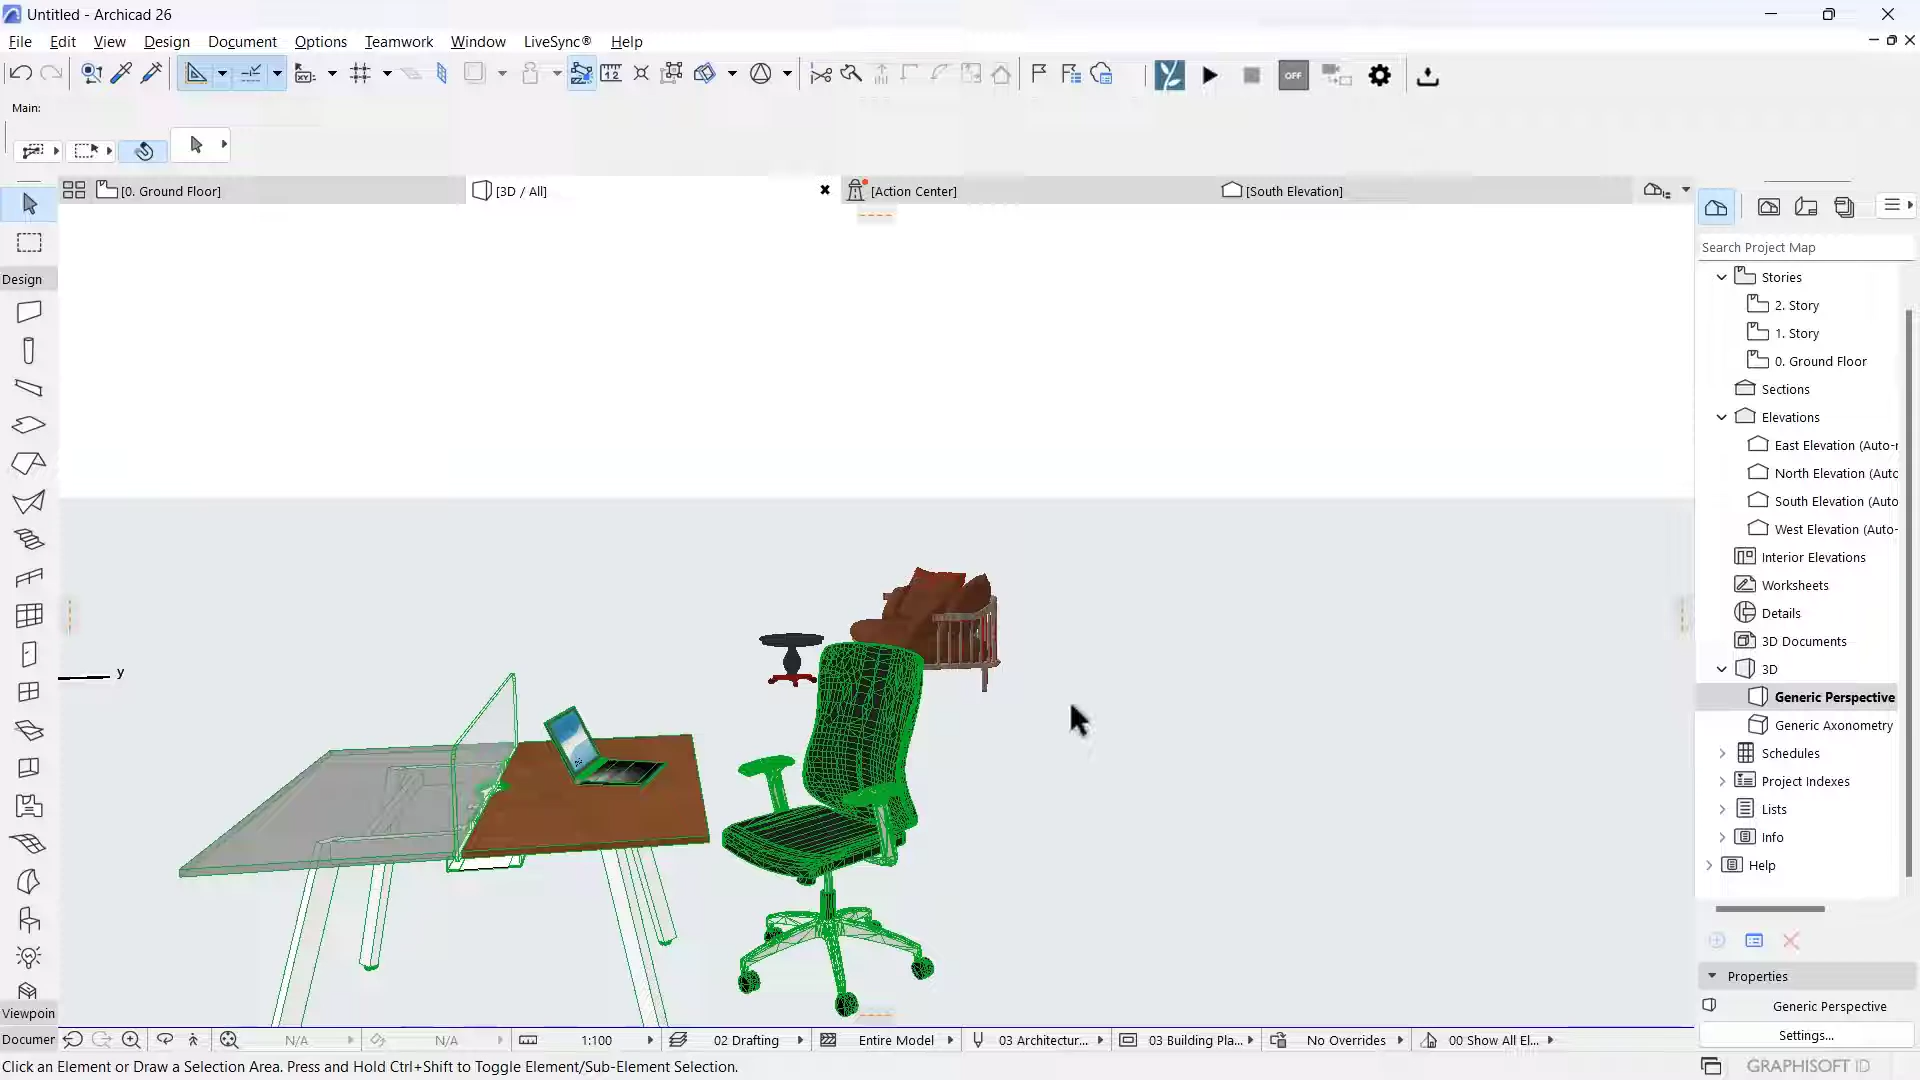 Untitled - Archicad 26
File Edit View Design Document Options Teamwork Window LiveSync® Help
OFF
Main:
[0. Ground Floor] [3D / All] [Action Center] [South Elevation]
Search Project Map
Design
Stories
2. Story
1. Story
0. Ground Floor
Sections
Elevations
East Elevation (Auto-r
North Elevation (Auto
South Elevation (Auto
West Elevation (Auto-
Interior Elevations
Worksheets
Details
3D Documents
3D
Generic Perspective
Generic Axonometry
Schedules
Project Indexes
Lists
Info
Help
y
Properties
Generic Perspective
Settings...
Viewpoin
Documer
N/A N/A 1:100 02 Drafting Entire Model 03 Architectur... 03 Building Pla... No Overrides 00 Show All El...
Click an Element or Draw a Selection Area. Press and Hold Ctrl+Shift to Toggle Element/Sub-Element Selection.
GRAPHISOFT ID